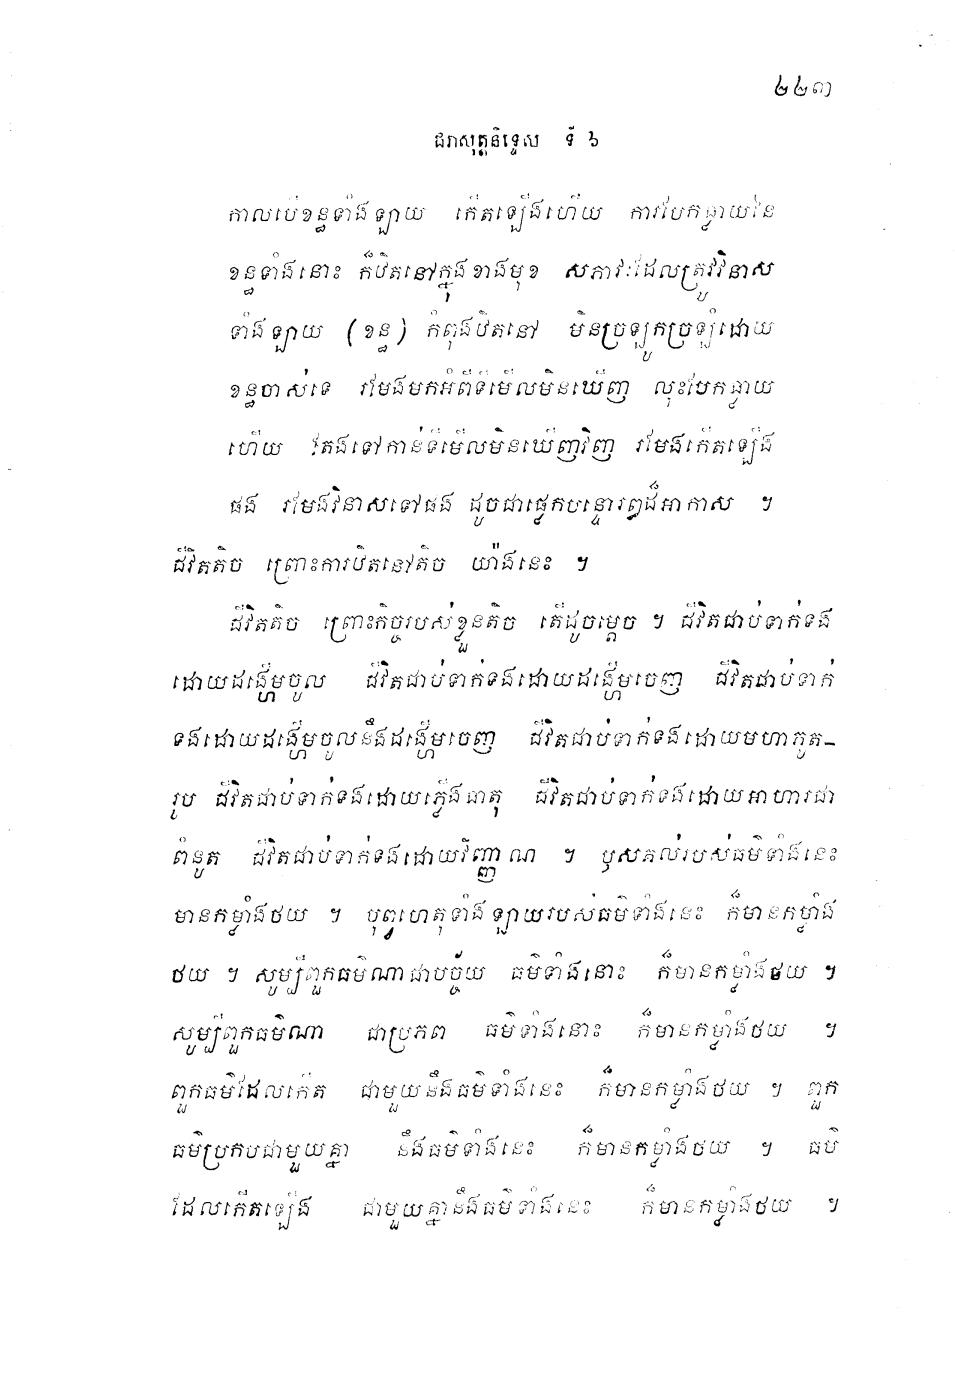 ២២៣
ជរាសុត្តនិទ្ទេស ទី ៦
កាលបើខន្ធទាំងឡាយ កើតឡើងហើយ ការបែកធ្លាយនៃ
ខន្ធទាំងនោះ ក៏ឋិតនៅក្នុងខាងមុខ សភាវៈដែលត្រូវវិនាស
ទាំងឡាយ (ខន្ធ) កំពុងឋិតនៅ មិនច្រឡូកច្រឡំដោយ
ខន្ធចាស់ទេ រមែងមកអំពីទីមើលមិនឃើញ លុះបែកធ្លាយ
ហើយ តែងទៅកាន់ទីមើលមិនឃើញវិញ រមែងកើតឡើង
ផង រមែងវិនាសទៅផង ដូចជាផ្លេកបន្ទោរឰដ៏អាកាស ។
ជីវិតតិច ព្រោះការឋិតនៅតិច យ៉ាងនេះ ។
ជីវិតតិច ព្រោះកិច្ចរបស់ខ្លួនតិច តើដូចម្តេច ។ ជីវិតជាប់ទាក់ទង
ដោយដង្ហើមចូល ជីវិតជាប់ទាក់ទងដោយដង្ហើមចេញ ជីវិតជាប់ទាក់
ទងដោយដង្ហើមចូលនឹងដង្ហើមចេញ ជីវិតជាប់ទាក់ទងដោយមហាភូត-
រូប ជីវិតជាប់ទាក់ទងដោយភ្លើងធាតុ ជីវិតជាប់ទាក់ទងដោយអាហារជា
ពំនូត ជីវិតជាប់ទាក់ទងដោយវិញ្ញាណ ។ ឫសគល់របស់ធម៌ទាំងនេះ
មានកម្លាំងថយ ។ បុព្វហេតុទាំងឡាយរបស់ធម៌ទាំងនេះ ក៏មានកម្លាំង
ថយ ។ សូម្បីពួកធម៌ណាជាបច្ច័យ ធម៌ទាំងនោះ ក៏មានកម្លាំងថយ ។
សូម្បីពួកធម៌ណា ជាប្រភព ធម៌ទាំងនោះ ក៏មានកម្លាំងថយ ។
ពួកធម៌ដែលកើត ជាមួយនឹងធម៌ទាំងនេះ ក៏មានកម្លាំងថយ ។ ពួក
ធម៌ប្រកបជាមួយគ្នា នឹងធម៌ទាំងនេះ ក៏មានកម្លាំងថយ ។ ធម៌
ដែលកើតឡើង ជាមួយគ្នានឹងធម៌ទាំងនេះ ក៏មានកម្លាំងថយ ។